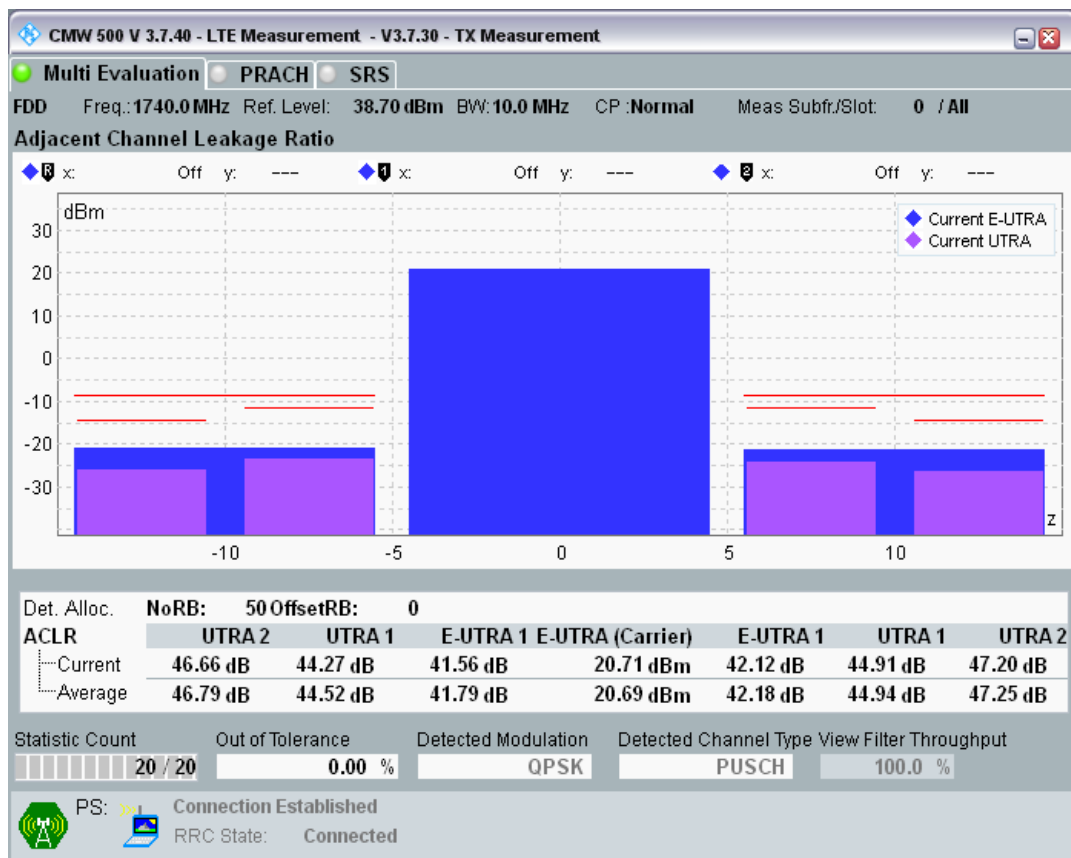 CMW 500 V 3.7.40 - LTE Measurement - V3.7.30 - TX Measurement
Multi Evaluation PRACH SRS
FDD Freq.:1740.0 MHz Ref. Level: 38.70 dBm BW:10.0 MHz CP :Normal Meas Subfr./Slot: 0 / All
Adjacent Channel Leakage Ratio
R x: Off y: --- 1 x: Off y: --- 2 x: Off y: ---
dBm
Current E-UTRA
Current UTRA
30
20
10
0
-10
-20
-30
z
-10 -5 0 5 10
Det. Alloc. NoRB: 50 OffsetRB: 0
ACLR UTRA 2 UTRA 1 E-UTRA 1 E-UTRA (Carrier) E-UTRA 1 UTRA 1 UTRA 2
Current 46.66 dB 44.27 dB 41.56 dB 20.71 dBm 42.12 dB 44.91 dB 47.20 dB
Average 46.79 dB 44.52 dB 41.79 dB 20.69 dBm 42.18 dB 44.94 dB 47.25 dB
Statistic Count Out of Tolerance Detected Modulation Detected Channel Type View Filter Throughput
20 / 20 0.00 % QPSK PUSCH 100.0 %
PS: Connection Established
RRC State: Connected